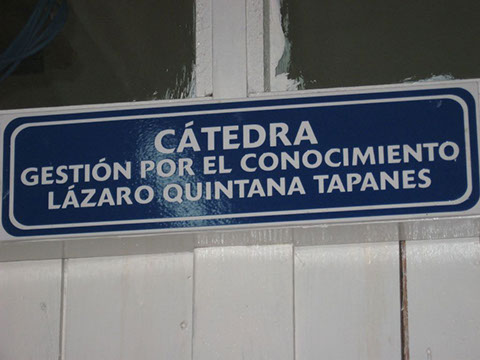 CÁTEDRA
GESTIÓN POR EL CONOCIMIENTO
LÁZARO QUINTANA TAPANES